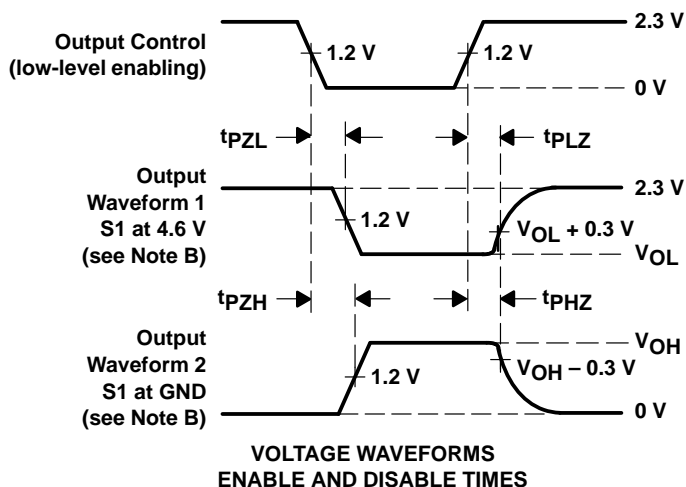 2.3 V
Output Control
(low-level enabling)
1.2 V
1.2 V
0 V
tPZL
tPLZ
Output
Waveform 1
S1 at 4.6 V
(see Note B)
2.3 V
1.2 V
VOL + 0.3 V
VOL
tPZH
tPHZ
Output
Waveform 2
S1 at GND
(see Note B)
VOH
1.2 V
VOH – 0.3 V
0 V
VOLTAGE WAVEFORMS
ENABLE AND DISABLE TIMES